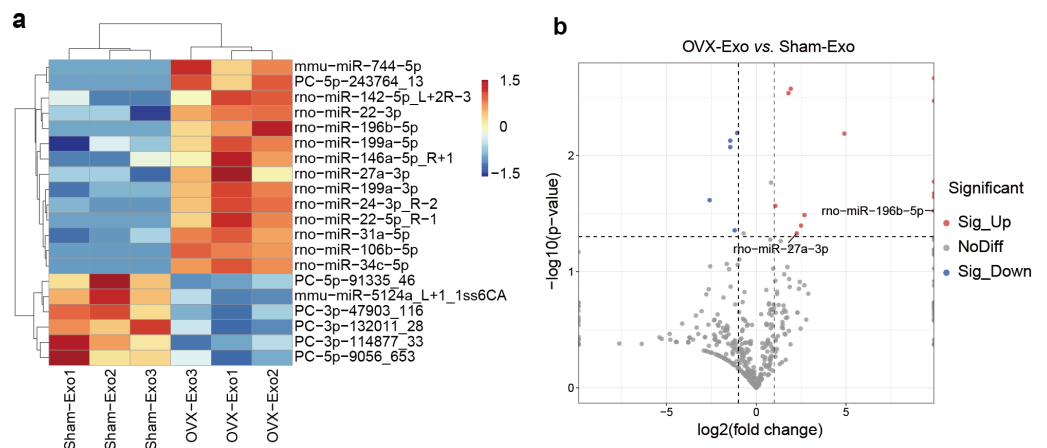 a
mmu-miR-744-5p
PC-5p-243764_13
rno-miR-142-5p_L+2R-3
rno-miR-22-3p
rno-miR-196b-5p
rno-miR-199a-5p
rno-miR-146a-5p_R+1
rno-miR-27a-3p
rno-miR-199a-3p
rno-miR-24-3p_R-2
rno-miR-22-5p_R-1
rno-miR-31a-5p
rno-miR-106b-5p
rno-miR-34c-5p
PC-5p-91335_46
mmu-miR-5124a_L+1_1ss6CA
PC-3p-47903_116
PC-3p-132011_28
PC-3p-114877_33
PC-5p-9056_653
Sham-Exo1
Sham-Exo2
Sham-Exo3
OVX-Exo3
OVX-Exo1
OVX-Exo2
1.5
0
-1.5
b
OVX-Exo vs. Sham-Exo
-log10(p-value)
2
1
0
-5
0
5
log2(fold change)
rno-miR-196b-5p
rno-miR-27a-3p
Significant
Sig_Up
NoDiff
Sig_Down